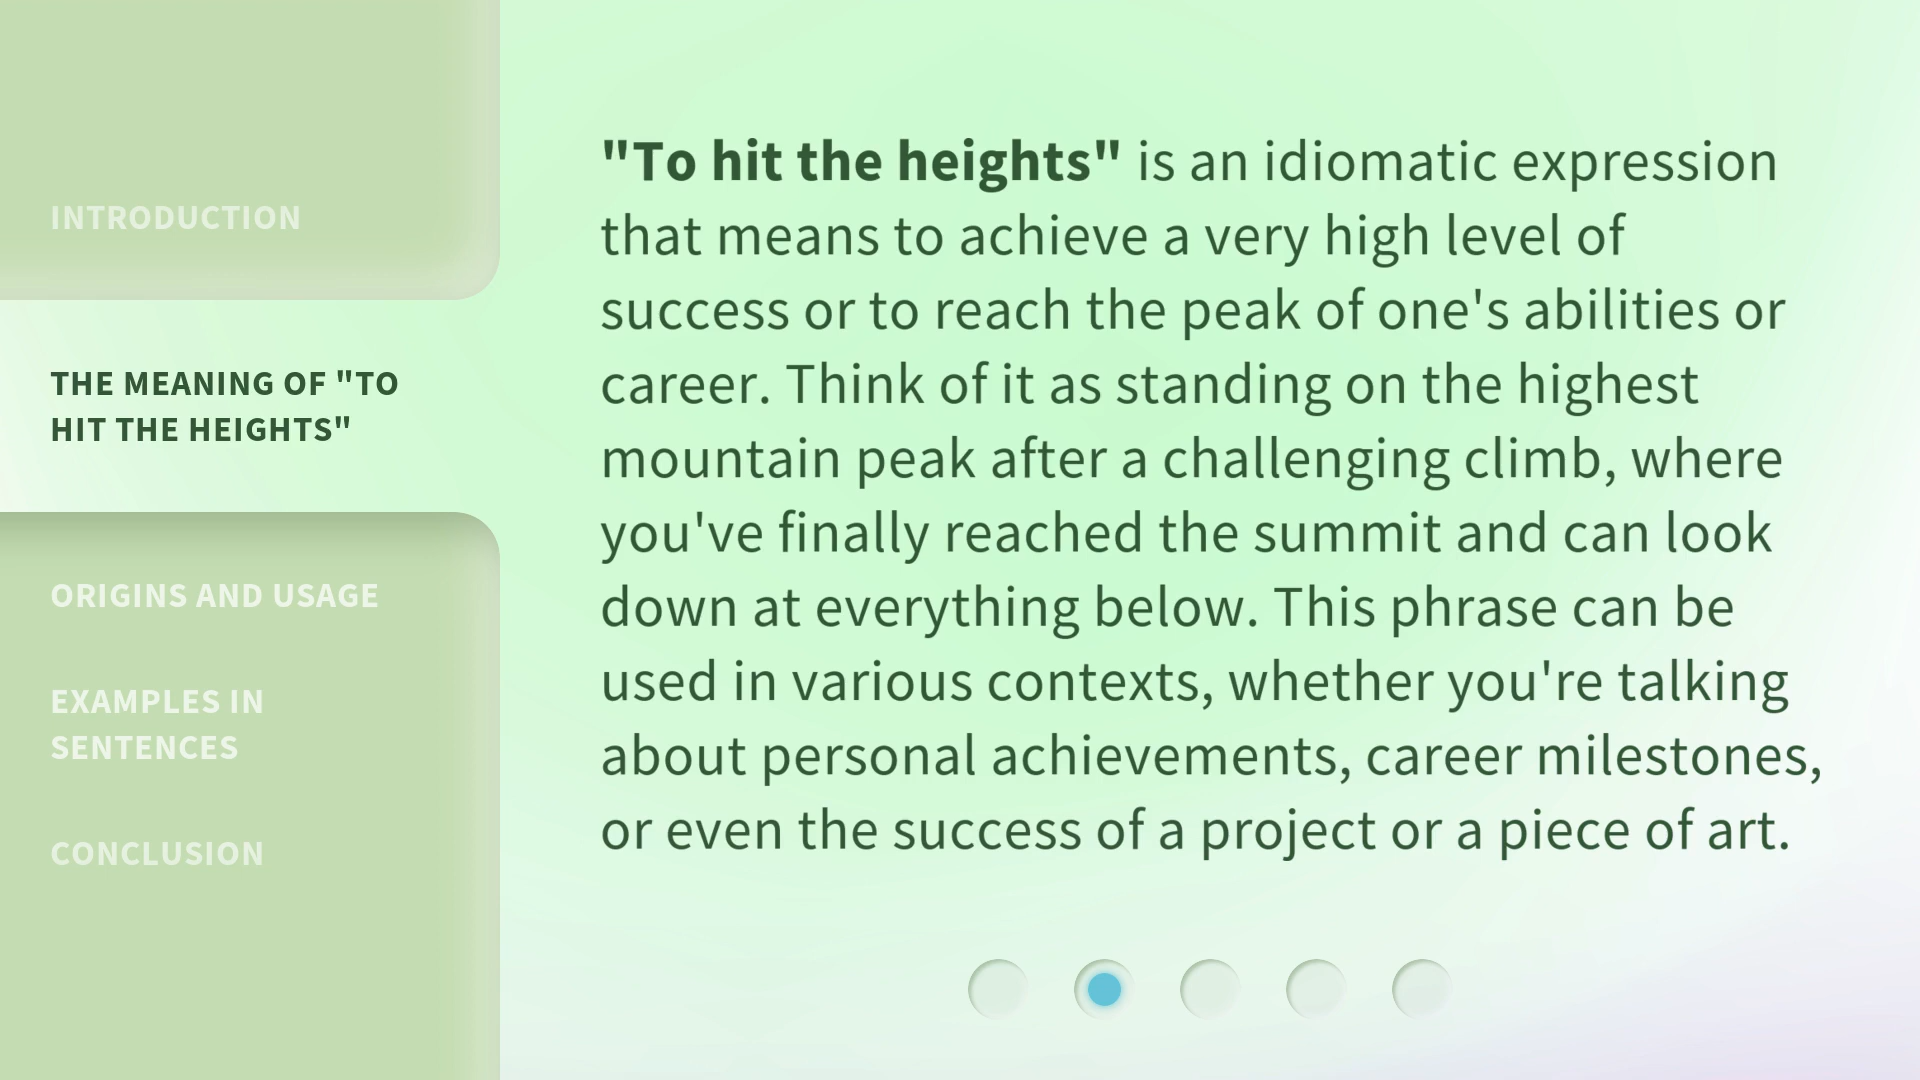 INTRODUCTION
THE MEANING OF "TO
HIT THE HEIGHTS"
ORIGINS AND USAGE
EXAMPLES IN
SENTENCES
CONCLUSION
"To hit the heights" is an idiomatic expression
that means to achieve a very high level of
success or to reach the peak of one's abilities or
career. Think of it as standing on the highest
mountain peak after a challenging climb, where
you've finally reached the summit and can look
down at everything below. This phrase can be
used in various contexts, whether you're talking
about personal achievements, career milestones,
or even the success of a project or a piece of art.